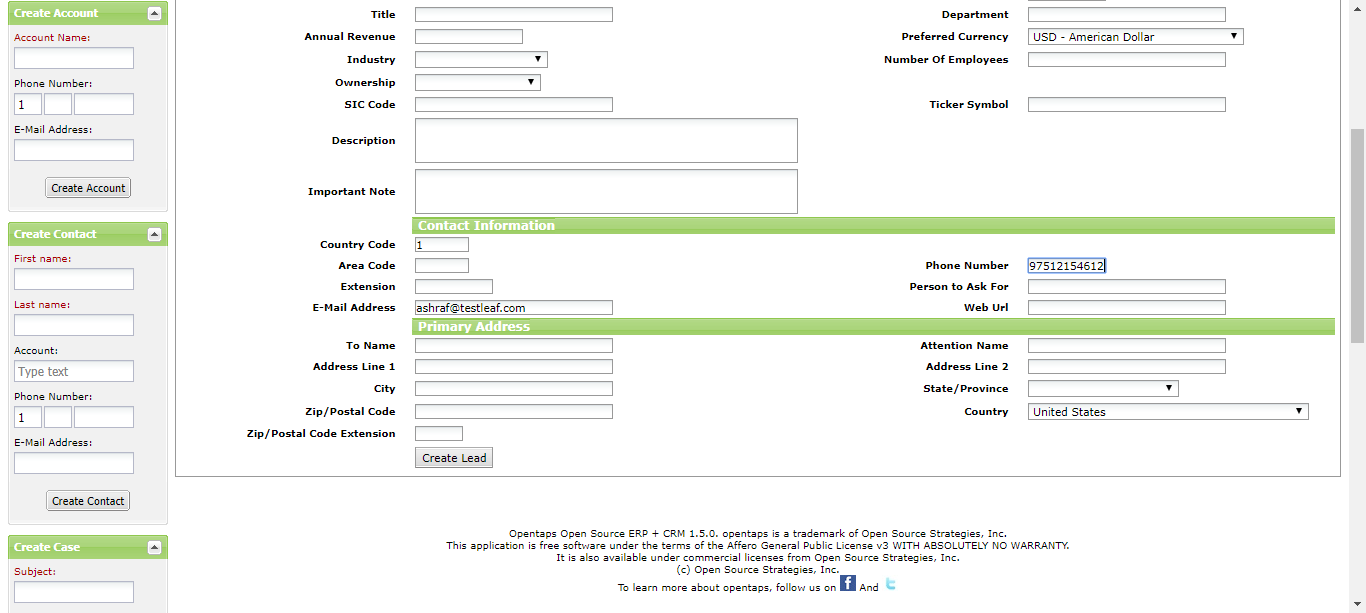 Create Account
Account Name:
Phone Number:
1
E-Mail Address:
Create Account
Create Contact
First name:
Last name:
Account:
Type text
Phone Number:
1
E-Mail Address:
Create Contact
Create Case
Subject:
Title
Department
Annual Revenue
Preferred Currency USD - American Dollar
Industry
Number Of Employees
Ownership
SIC Code
Ticker Symbol
Description
Important Note
Contact Information
Country Code 1
Area Code
Phone Number 97512154612
Extension
Person to Ask For
E-Mail Address ashraf@testleaf.com
Web Url
Primary Address
To Name
Attention Name
Address Line 1
Address Line 2
City
State/Province
Zip/Postal Code
Country United States
Zip/Postal Code Extension
Create Lead
Opentaps Open Source ERP + CRM 1.5.0. opentaps is a trademark of Open Source Strategies, Inc.
This application is free software under the terms of the Affero General Public License v3 WITH ABSOLUTELY NO WARRANTY.
It is also available under commercial licenses from Open Source Strategies, Inc.
(c) Open Source Strategies, Inc.
To learn more about opentaps, follow us on f And t